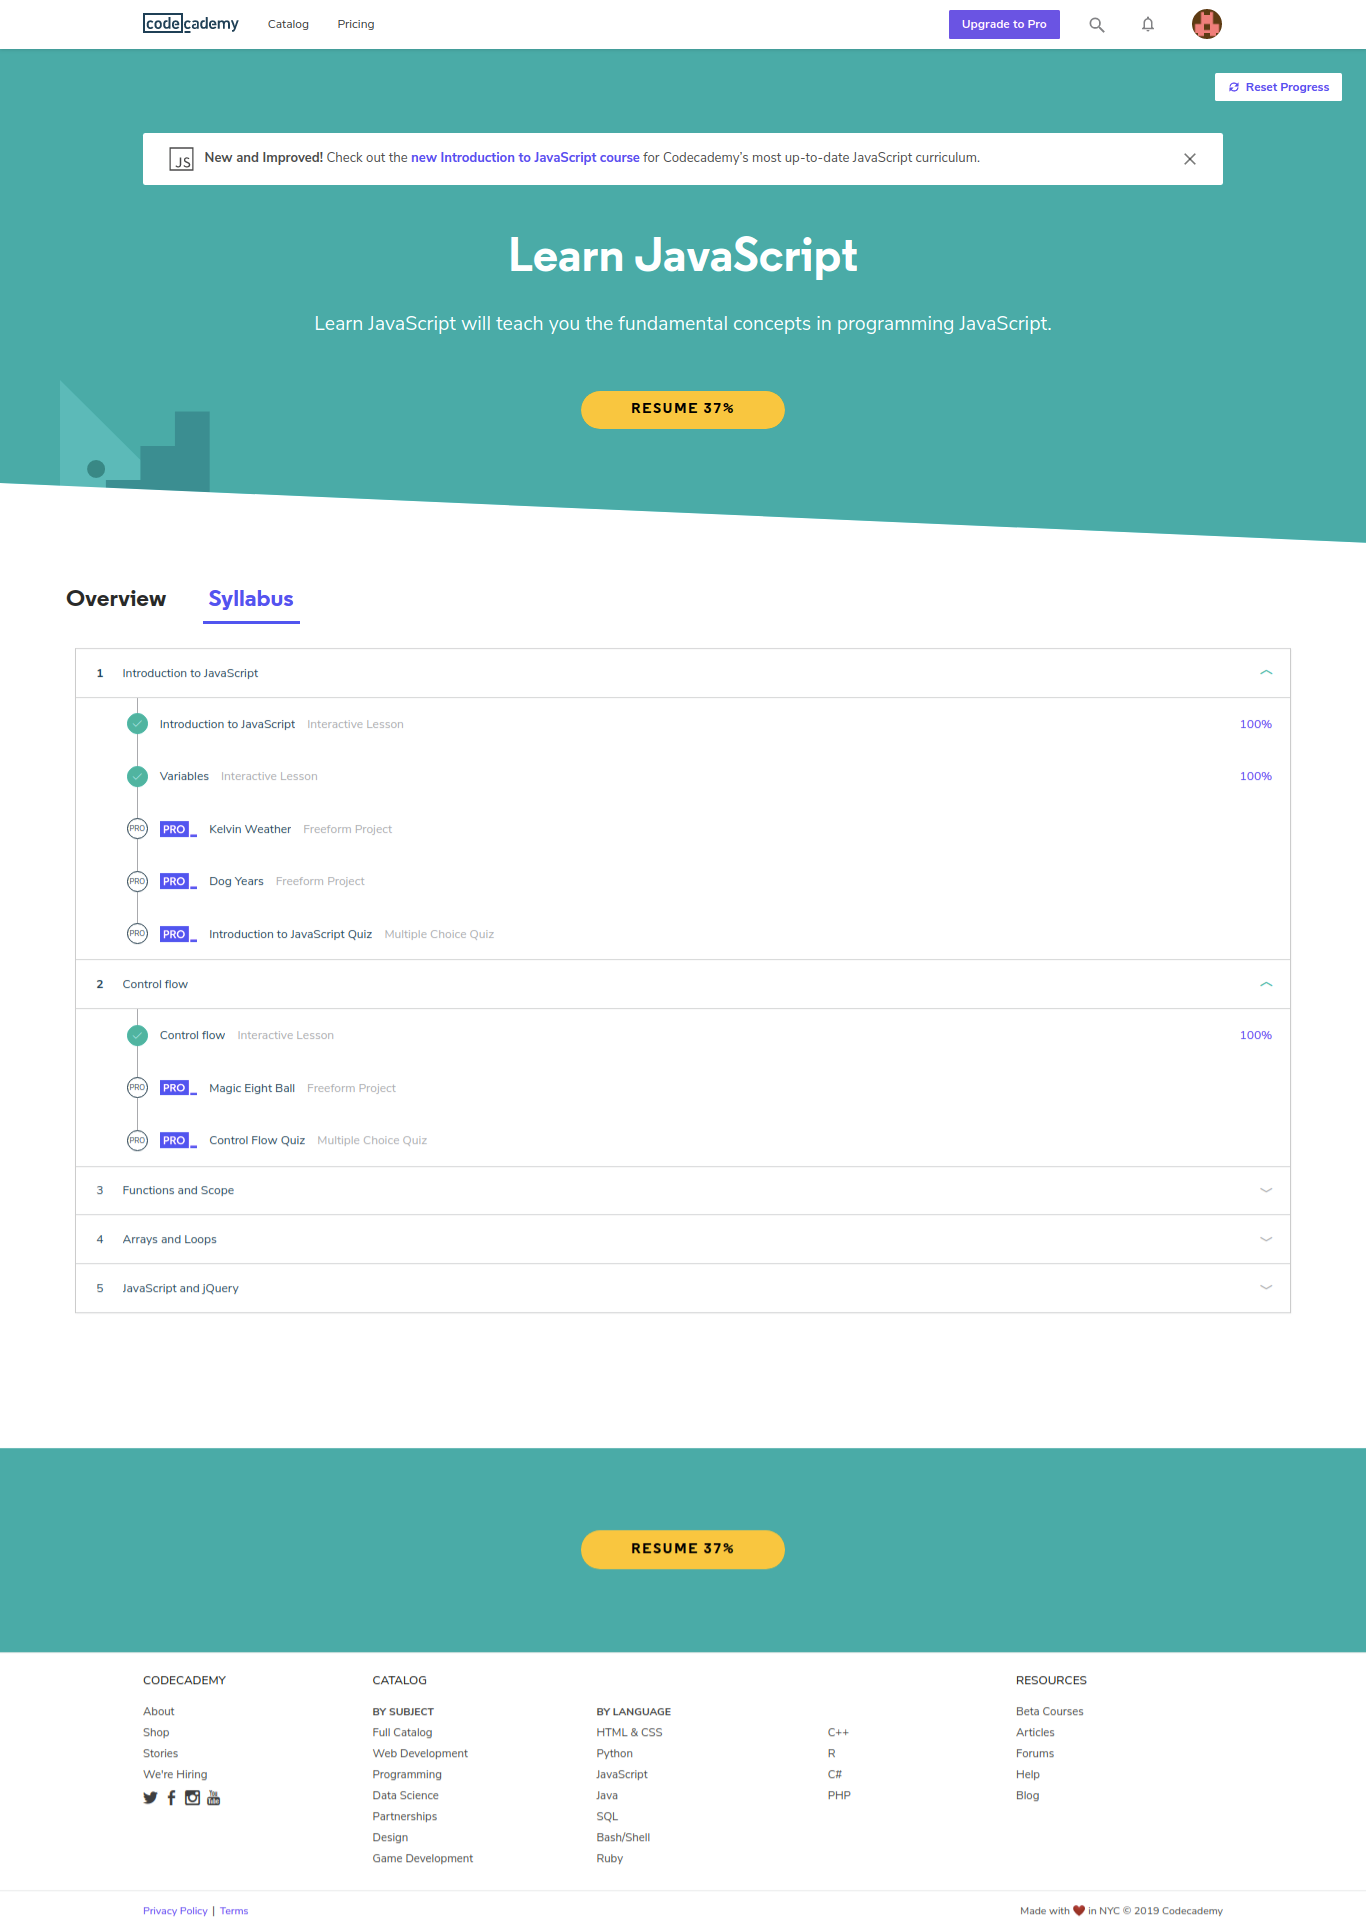 codecademy Catalog Pricing Upgrade to Pro
Reset Progress
JS New and Improved! Check out the new Introduction to JavaScript course for Codecademy's most up-to-date JavaScript curriculum.
Learn JavaScript
Learn JavaScript will teach you the fundamental concepts in programming JavaScript.
RESUME 37%
Overview Syllabus
1 Introduction to JavaScript
Introduction to JavaScript Interactive Lesson 100%
Variables Interactive Lesson 100%
PRO PRO_ Kelvin Weather Freeform Project
PRO PRO_ Dog Years Freeform Project
PRO PRO_ Introduction to JavaScript Quiz Multiple Choice Quiz
2 Control flow
Control flow Interactive Lesson 100%
PRO PRO_ Magic Eight Ball Freeform Project
PRO PRO_ Control Flow Quiz Multiple Choice Quiz
3 Functions and Scope
4 Arrays and Loops
5 JavaScript and jQuery
RESUME 37%
CODECADEMY
About
Shop
Stories
We're Hiring
CATALOG
BY SUBJECT
Full Catalog
Web Development
Programming
Data Science
Partnerships
Design
Game Development
BY LANGUAGE
HTML & CSS
Python
JavaScript
Java
SQL
Bash/Shell
Ruby
C++
R
C#
PHP
RESOURCES
Beta Courses
Articles
Forums
Help
Blog
Privacy Policy | Terms
Made with ❤️ in NYC © 2019 Codecademy